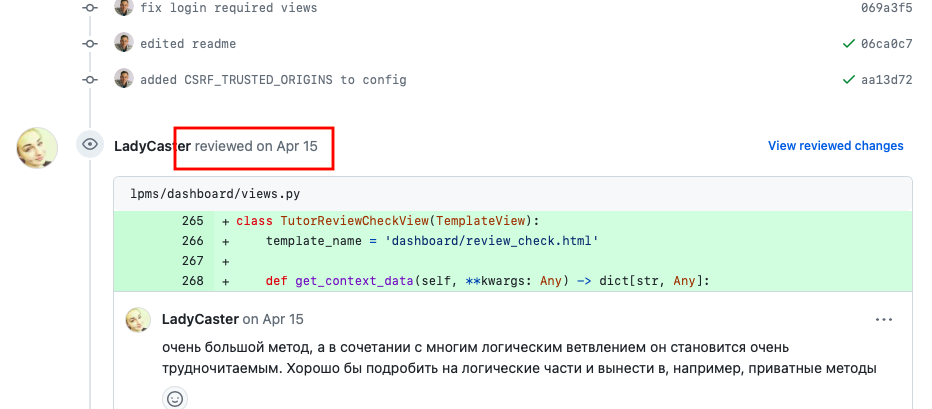 fix login required views 069a3f5
edited readme 06ca0c7
added CSRF_TRUSTED_ORIGINS to config aa13d72
LadyCaster reviewed on Apr 15 View reviewed changes
lpms/dashboard/views.py
265 + class TutorReviewCheckView(TemplateView):
266 + template_name = 'dashboard/review_check.html'
267 +
268 + def get_context_data(self, **kwargs: Any) -> dict[str, Any]:
LadyCaster on Apr 15
очень большой метод, а в сочетании с многим логическим ветвлением он становится очень
трудночитаемым. Хорошо бы подробить на логические части и вынести в, например, приватные методы